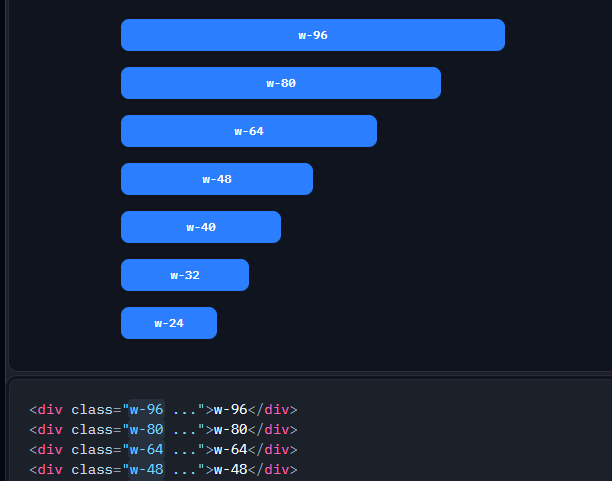 w-96
w-80
w-64
w-48
w-40
w-32
w-24
<div class="w-96 ...">w-96</div>
<div class="w-80 ...">w-80</div>
<div class="w-64 ...">w-64</div>
<div class="w-48 ...">w-48</div>